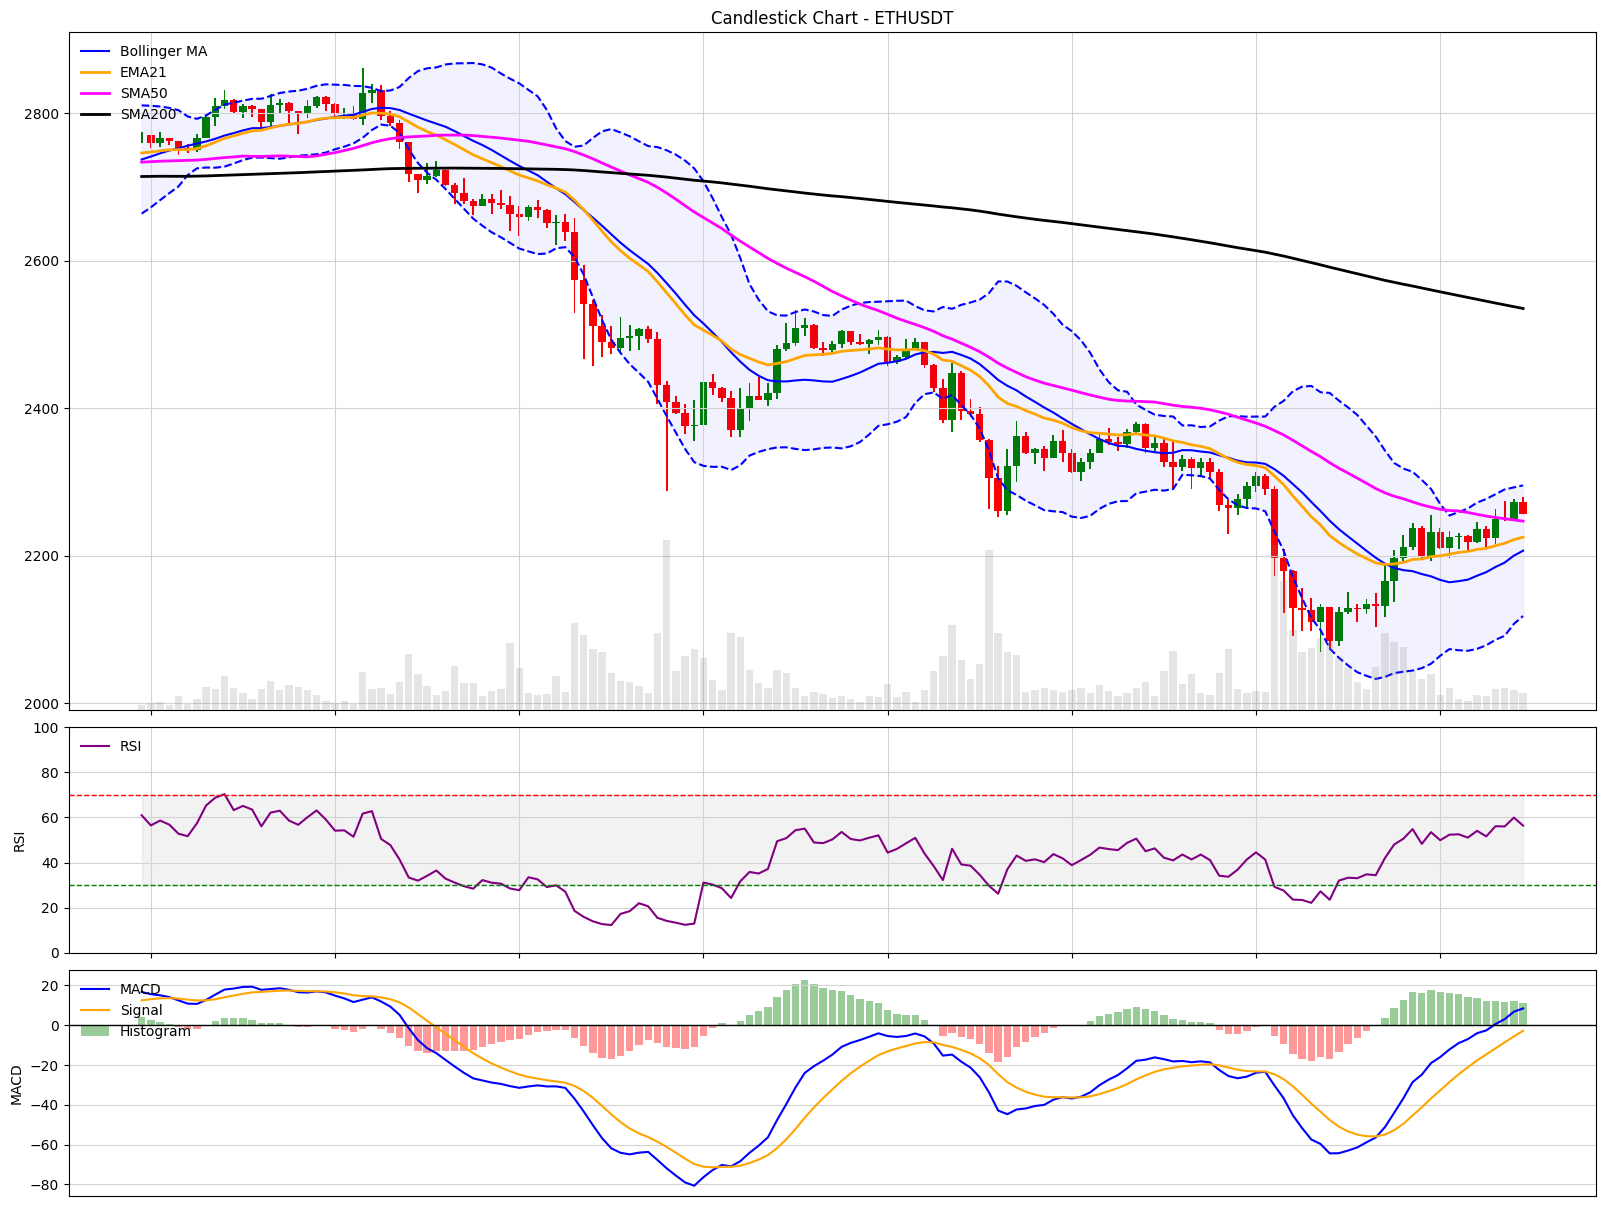 Candlestick Chart - ETHUSDT
Bollinger MA
EMA21
SMA50
SMA200
2800
2600
2400
2200
2000
RSI
RSI
100
80
60
40
20
0
MACD
Signal
Histogram
MACD
20
0
−20
−40
−60
−80